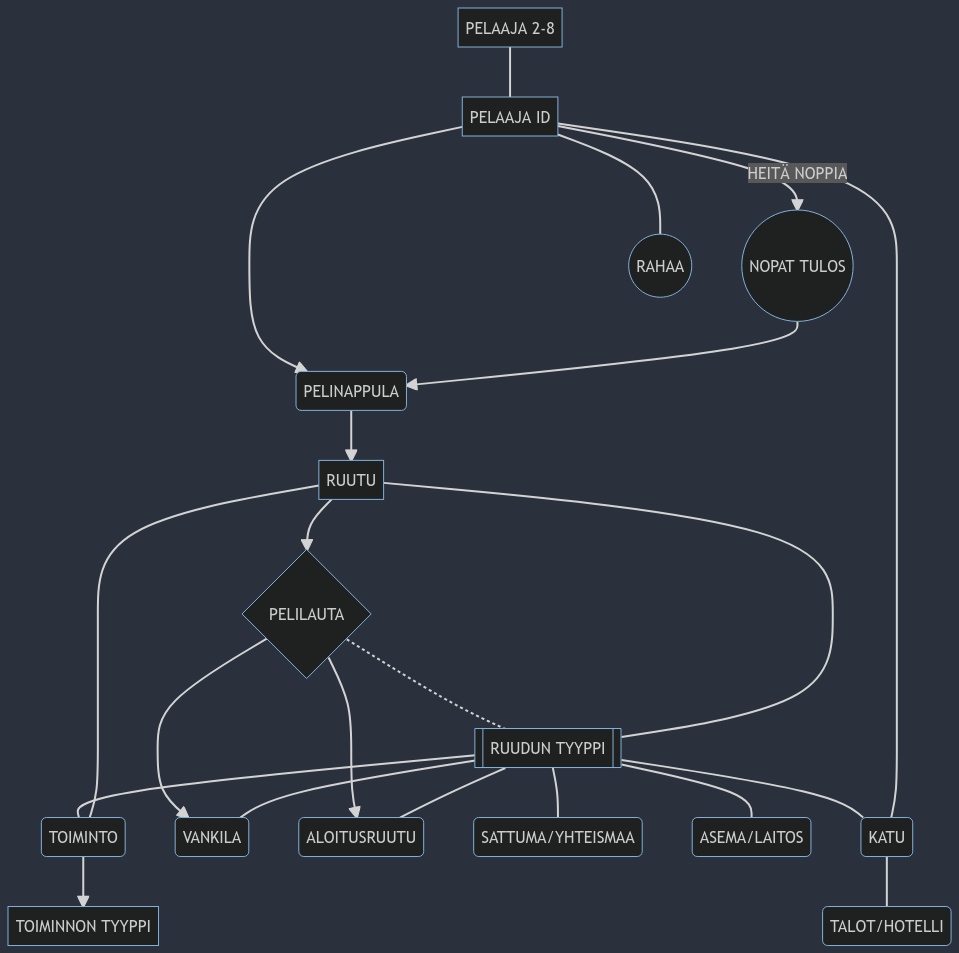 PELAAJA 2-8
PELAAJA ID
HEITÄ NOPPIA
RAHAA
NOPAT TULOS
PELINAPPULA
RUUTU
PELILAUTA
RUUDUN TYYPPI
TOIMINTO
VANKILA
ALOITUSRUUTU
SATTUMA/YHTEISMAA
ASEMA/LAITOS
KATU
TOIMINNON TYYPPI
TALOT/HOTELLI